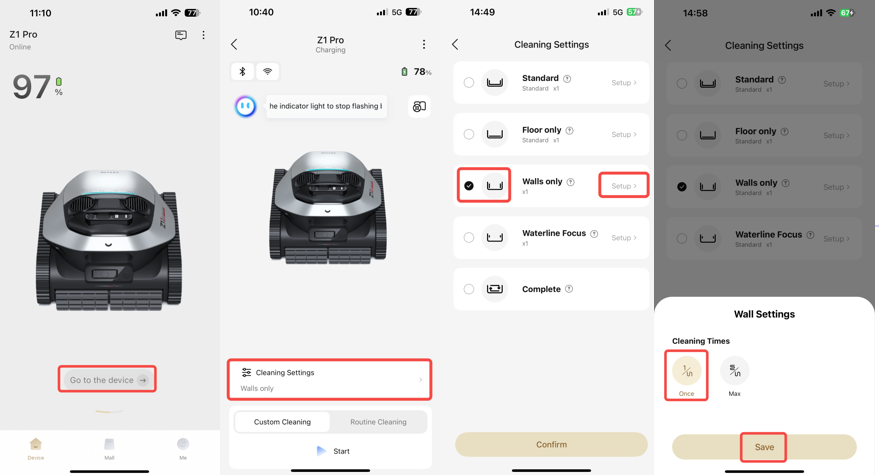 11:10
77
Z1 Pro
Online
97
%
Go to the device
Device
Mall
Me
10:40
5G
77
Z1 Pro
Charging
78%
he indicator light to stop flashing
Cleaning Settings
Walls only
Custom Cleaning
Routine Cleaning
Start
14:49
5G
57
Cleaning Settings
Standard
Standard x1
Setup
Floor only
Standard x1
Setup
Walls only
x1
Setup
Waterline Focus
x1
Setup
Complete
Confirm
14:58
67
Cleaning Settings
Standard
Standard x1
Setup
Floor only
Standard x1
Setup
Walls only
Standard x1
Setup
Waterline Focus
Standard x1
Setup
Wall Settings
Cleaning Times
Once
Max
Save